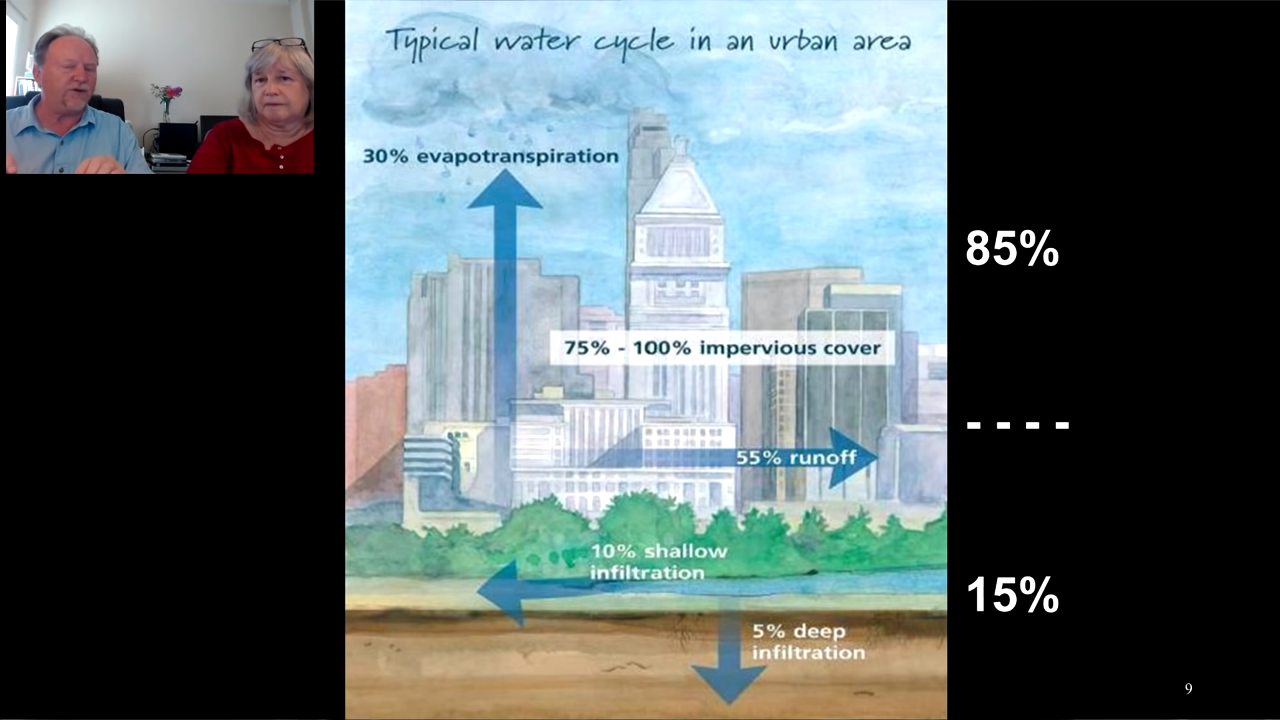 Typical water cycle in an urban area
30% evapotranspiration
85%
75% - 100% impervious cover
- - - -
55% runoff
10% shallow
infiltration
15%
5% deep
infiltration
9